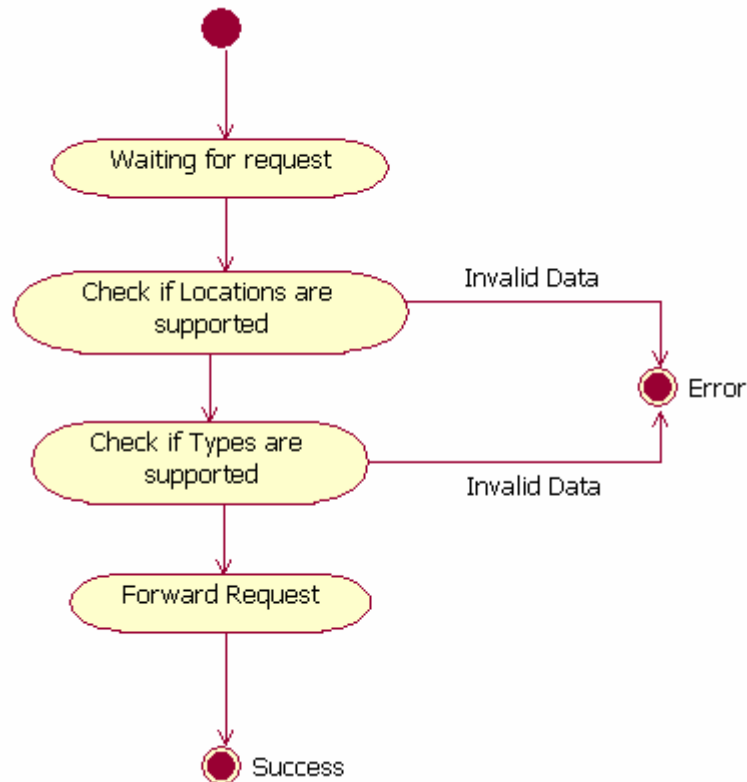 Waiting for request
Check if Locations are
supported
Invalid Data
Error
Check if Types are
supported
Invalid Data
Forward Request
Success